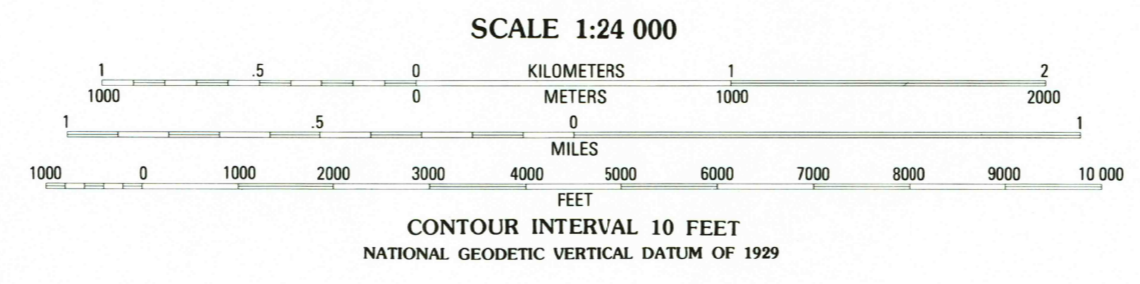 SCALE 1:24 000
1 .5 0 KILOMETERS 1 2
1000 0 METERS 1000 2000
1 .5 0 1
MILES
1000 0 1000 2000 3000 4000 5000 6000 7000 8000 9000 10 000
FEET
CONTOUR INTERVAL 10 FEET
NATIONAL GEODETIC VERTICAL DATUM OF 1929